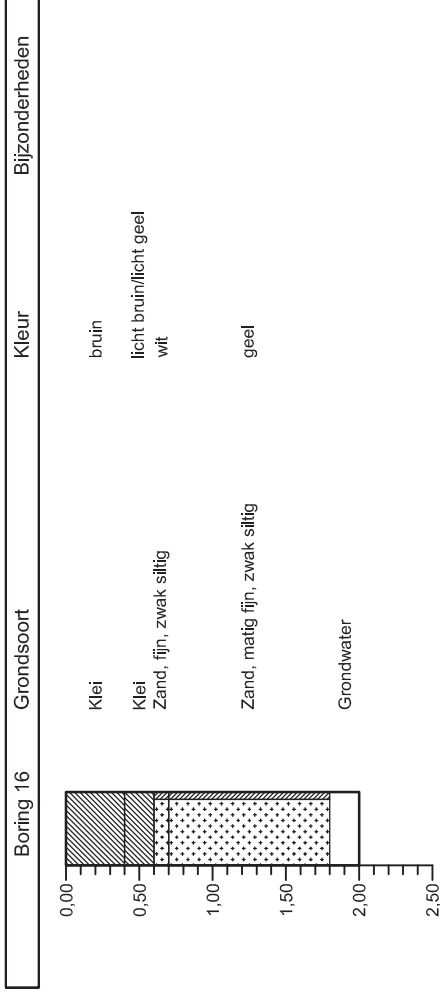 Boring 16 Grondsoort Kleur Bijzonderheden
0,00
Klei bruin
0,50 Klei licht bruin/licht geel
Zand, fijn, zwak siltig wit
1,00
Zand, matig fijn, zwak siltig geel
1,50
Grondwater
2,00
2,50